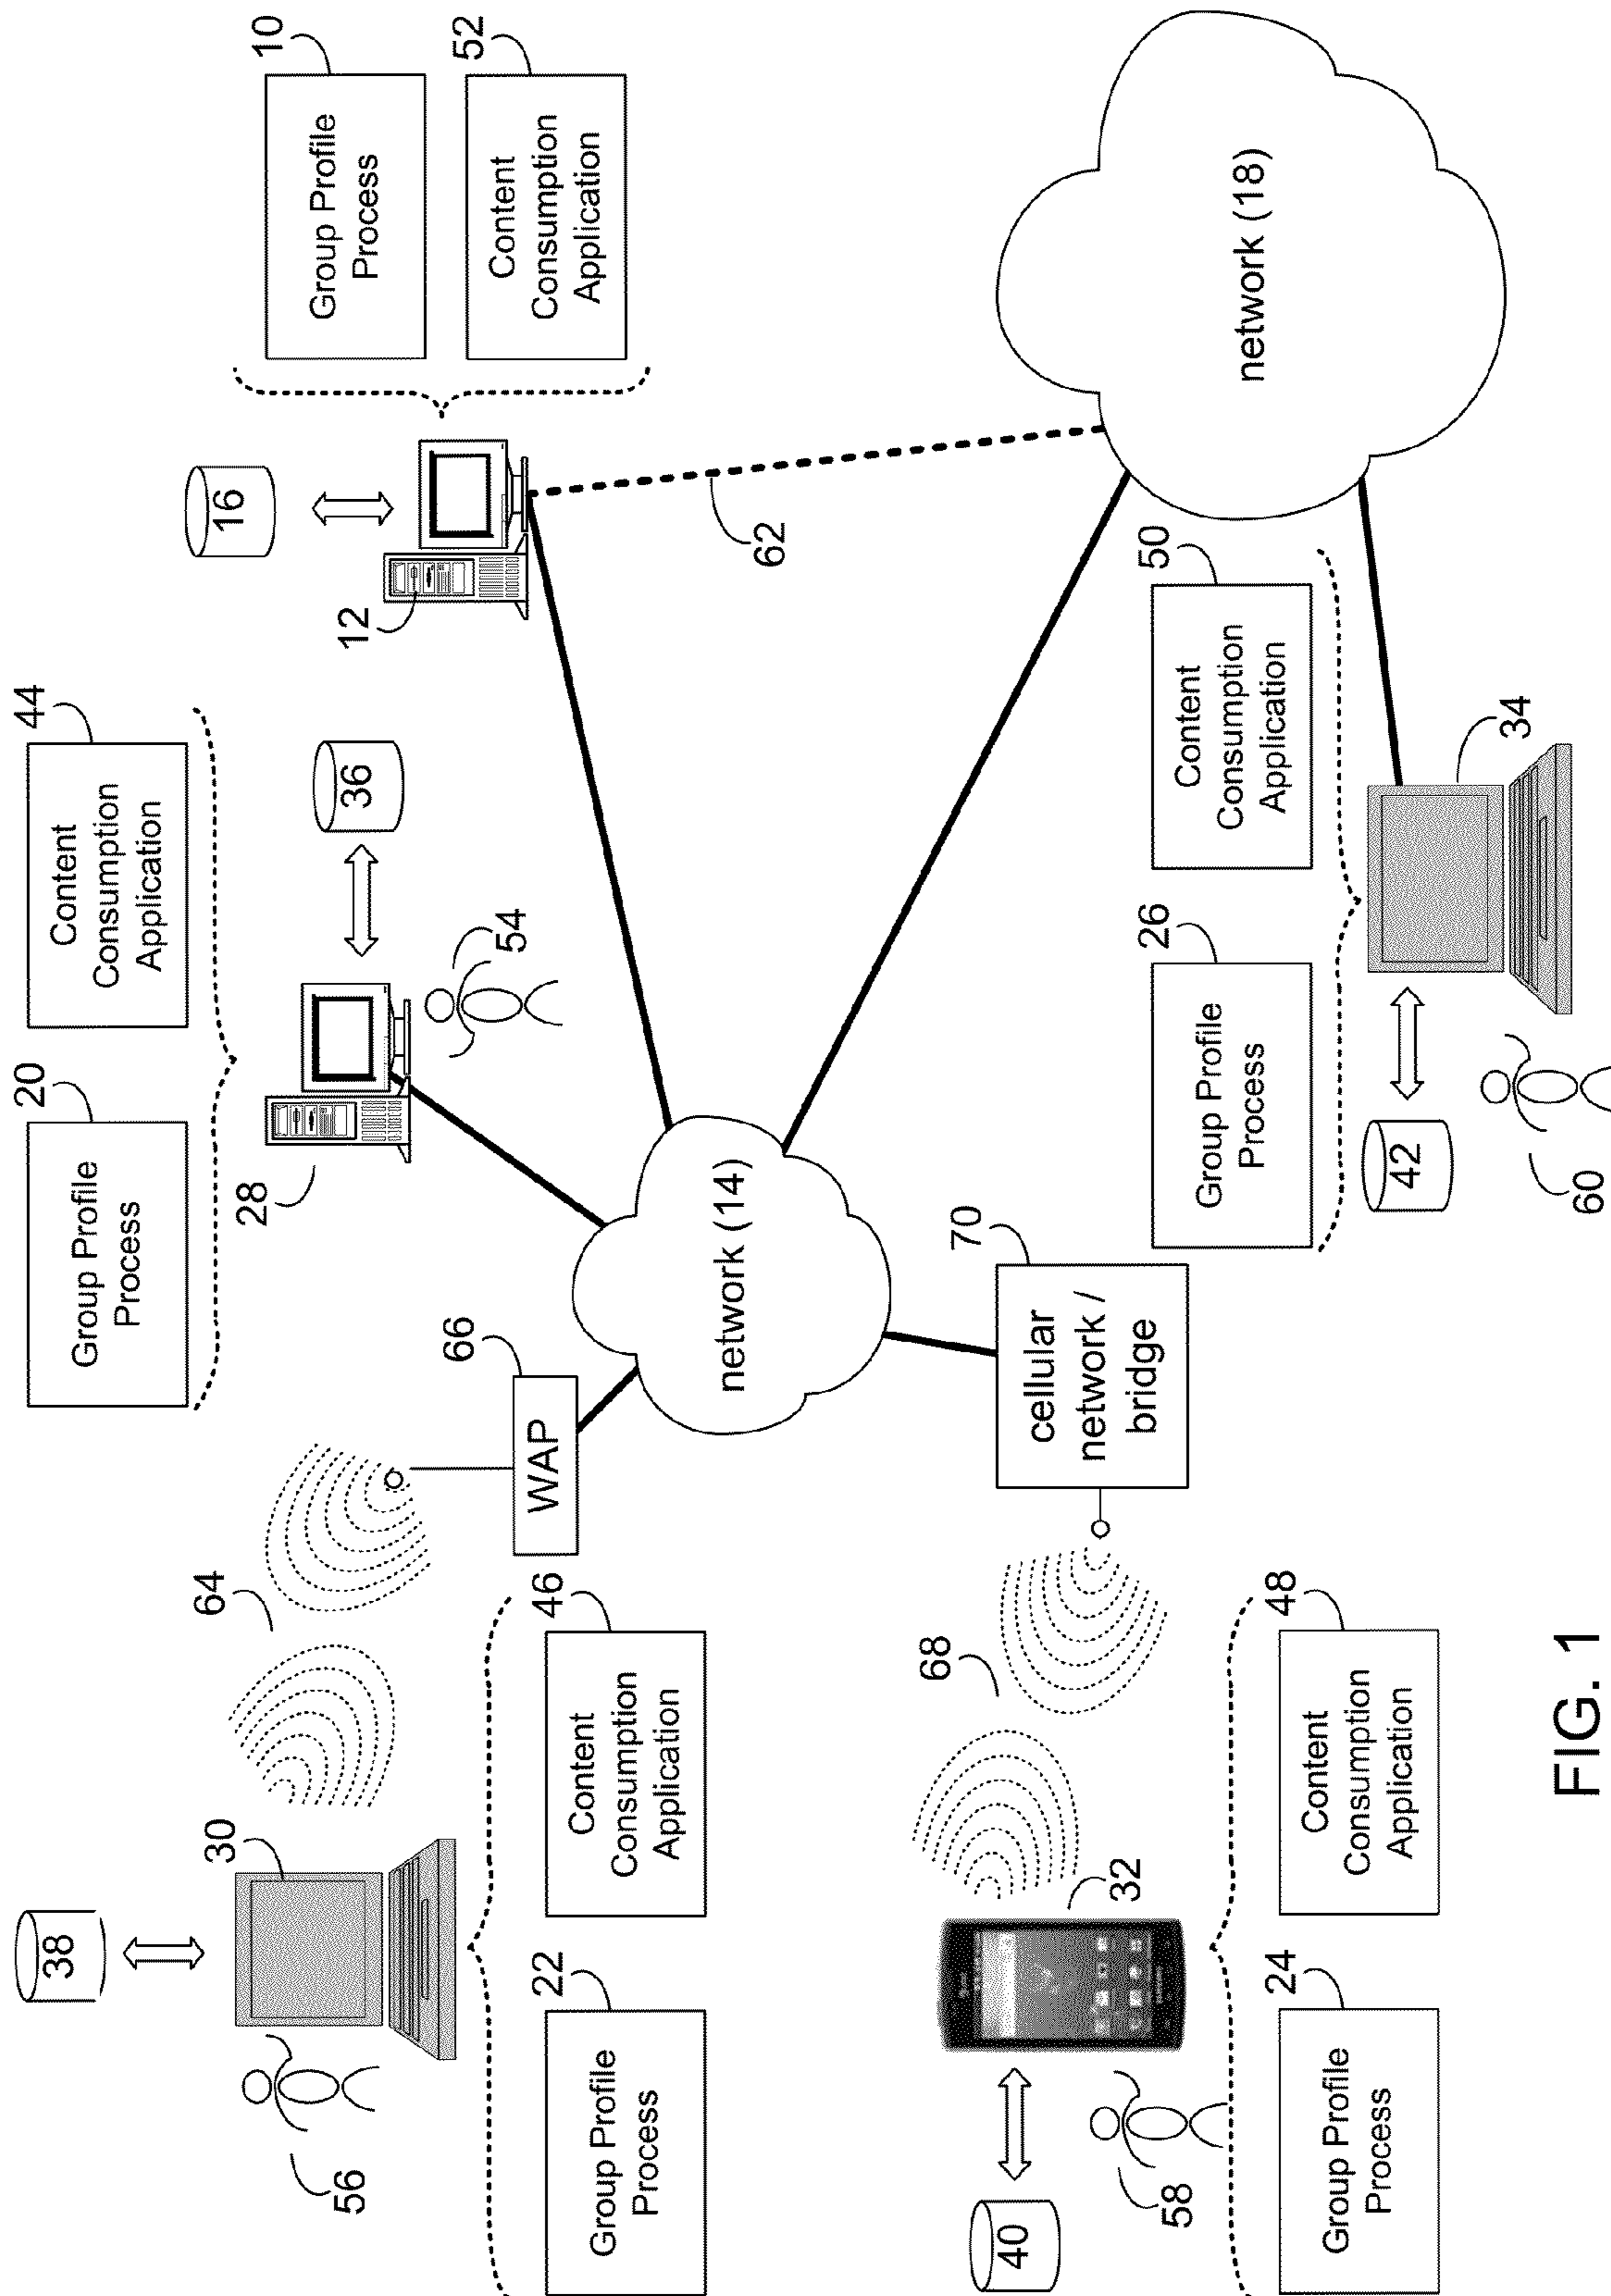 38
30
56
22
Group Profile
Process
46
Content
Consumption
Application
64
66
WAP
20
Group Profile
Process
44
Content
Consumption
Application
28
36
54
16
12
10
Group Profile
Process
52
Content
Consumption
Application
62
network (14)
network (18)
40
32
58
24
Group Profile
Process
48
Content
Consumption
Application
68
70
cellular
network /
bridge
26
Group Profile
Process
50
Content
Consumption
Application
42
34
60
FIG. 1